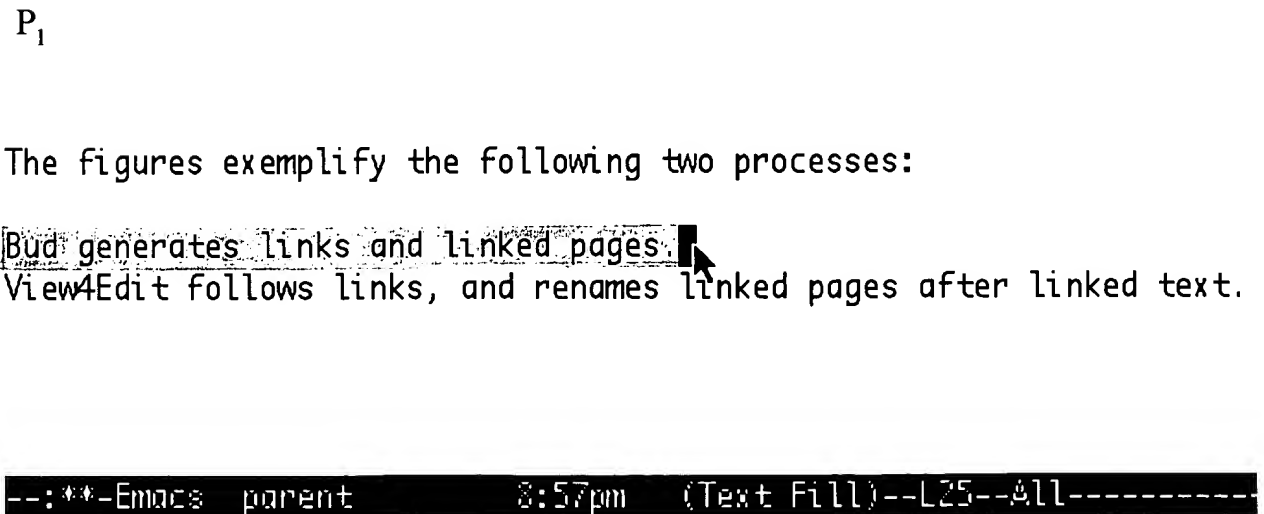 P₁
The figures exemplify the following two processes:
Bud generates links and linked pages.
View4Edit follows links, and renames linked pages after linked text.
--:**-Emacs parent 8:57pm (Text Fill)--L25--All-----------